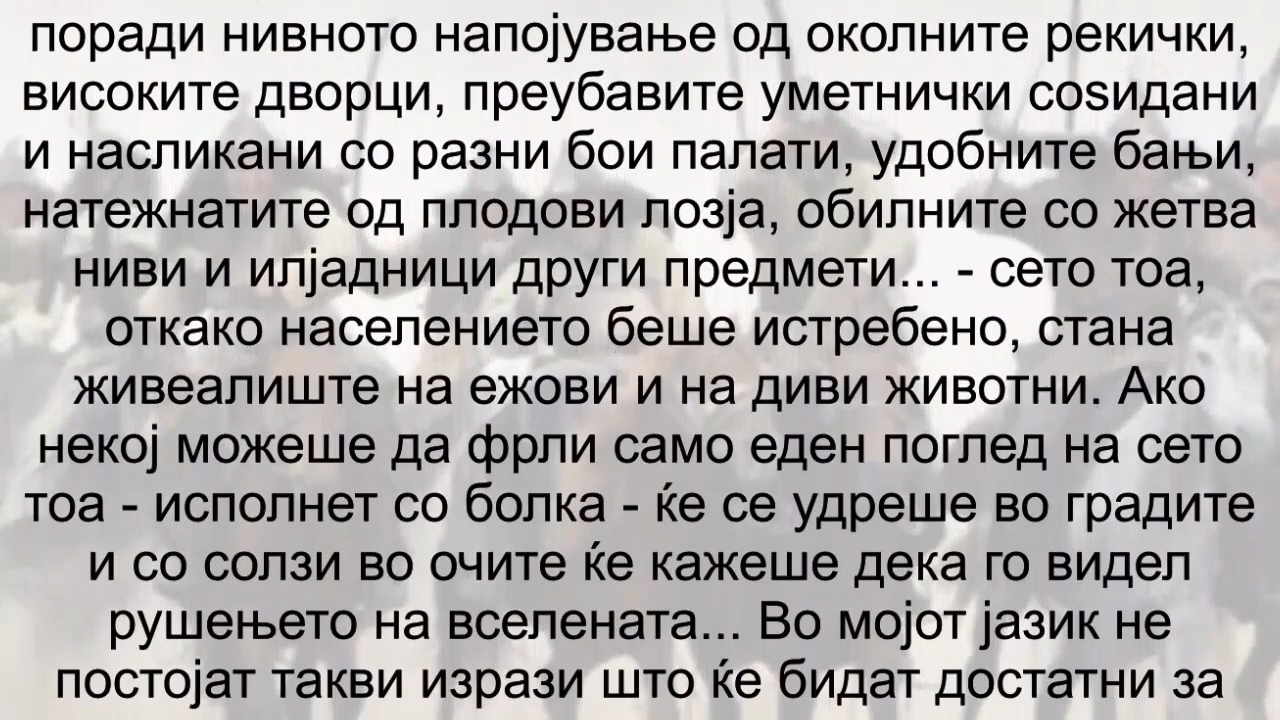 поради нивното напојување од околните рекички,
високите дворци, преубавите уметнички соѕидани
и насликани со разни бои палати, удобните бањи,
натежнатите од плодови лозја, обилните со жетва
ниви и илјадници други предмети... - сето тоа,
откако населението беше истребено, стана
живеалиште на ежови и на диви животни. Ако
некој можеше да фрли само еден поглед на сето
тоа - исполнет со болка - ќе се удреше во градите
и со солзи во очите ќе кажеше дека го видел
рушењето на вселената... Во мојот јазик не
постојат такви изрази што ќе бидат достатни за